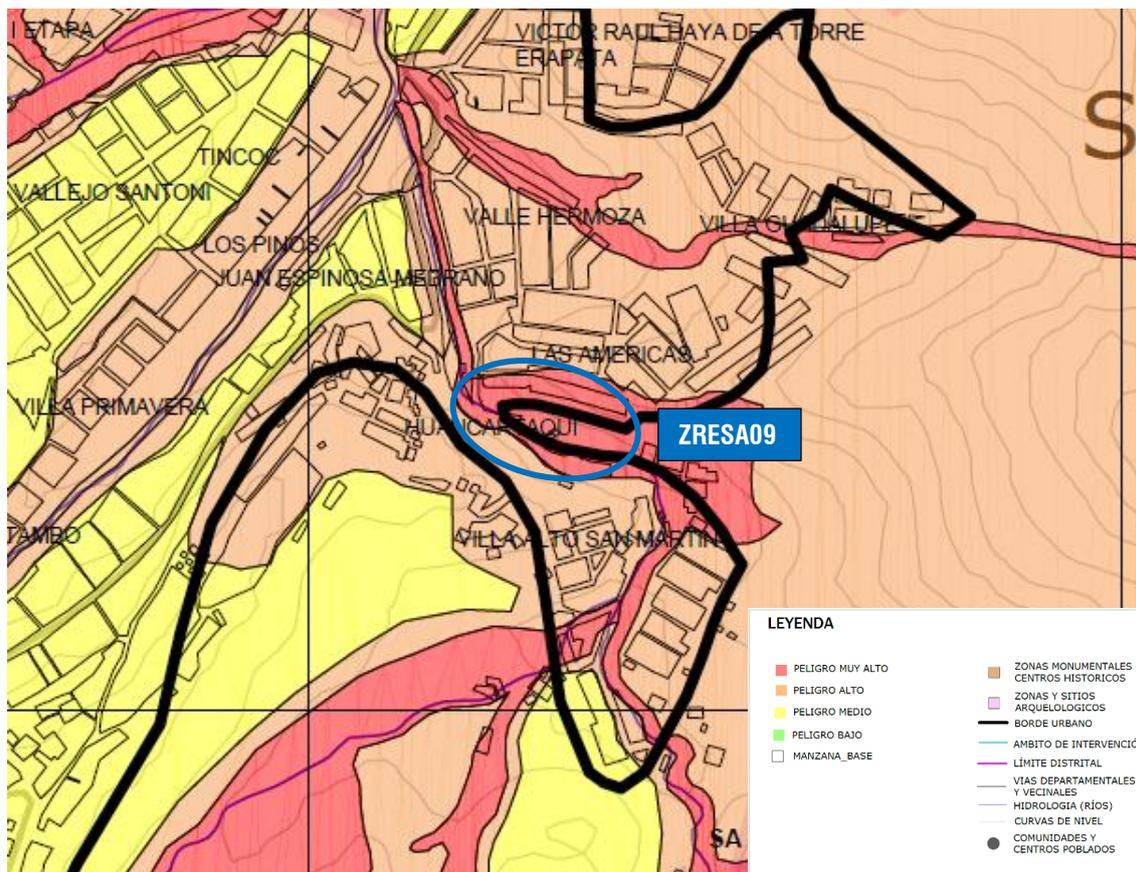 I ETAPA
VICTOR RAUL HAYA DE A TORRE
ERAPATA
S
TINCOC
VALLEJO SANTONI
VALLE HERMOZA
VILLA GUADALUPE
LOS PINOS
JUAN ESPINOSA MEDRANO
LAS AMERICAS
VILLA PRIMAVERA
HUANCARTAQUI
ZRESA09
TAMBO
VILLA ALTO SAN MARTIN
SA
LEYENDA
PELIGRO MUY ALTO
PELIGRO ALTO
PELIGRO MEDIO
PELIGRO BAJO
MANZANA_BASE
ZONAS MONUMENTALES
CENTROS HISTORICOS
ZONAS Y SITIOS
ARQUELOLOGICOS
BORDE URBANO
AMBITO DE INTERVENCIÓ
LÍMITE DISTRITAL
VIAS DEPARTAMENTALES
Y VECINALES
HIDROLOGIA (RÍOS)
CURVAS DE NIVEL
COMUNIDADES Y
CENTROS POBLADOS